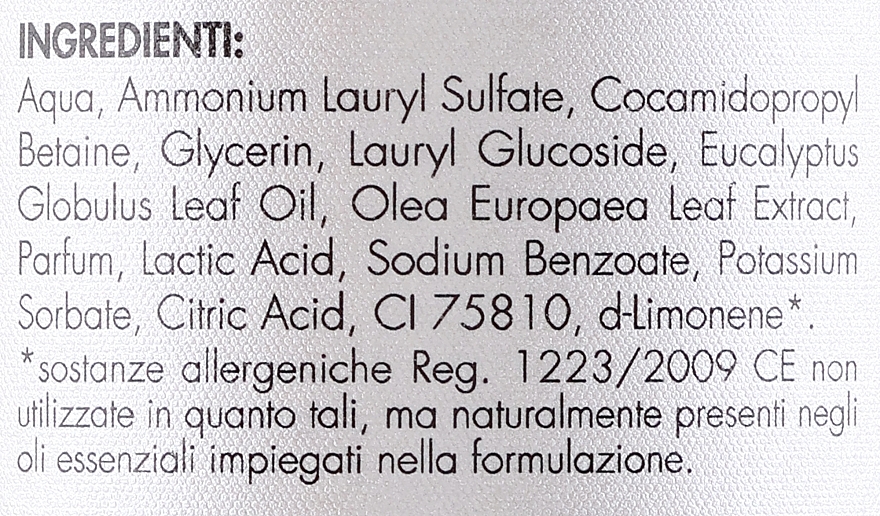 INGREDIENTI:
Aqua, Ammonium Lauryl Sulfate, Cocamidopropyl
Betaine, Glycerin, Lauryl Glucoside, Eucalyptus
Globulus Leaf Oil, Olea Europaea Leaf Extract,
Parfum, Lactic Acid, Sodium Benzoate, Potassium
Sorbate, Citric Acid, CI 75810, d-Limonene*.
*sostanze allergeniche Reg. 1223/2009 CE non
utilizzate in quanto tali, ma naturalmente presenti negli
oli essenziali impiegati nella formulazione.